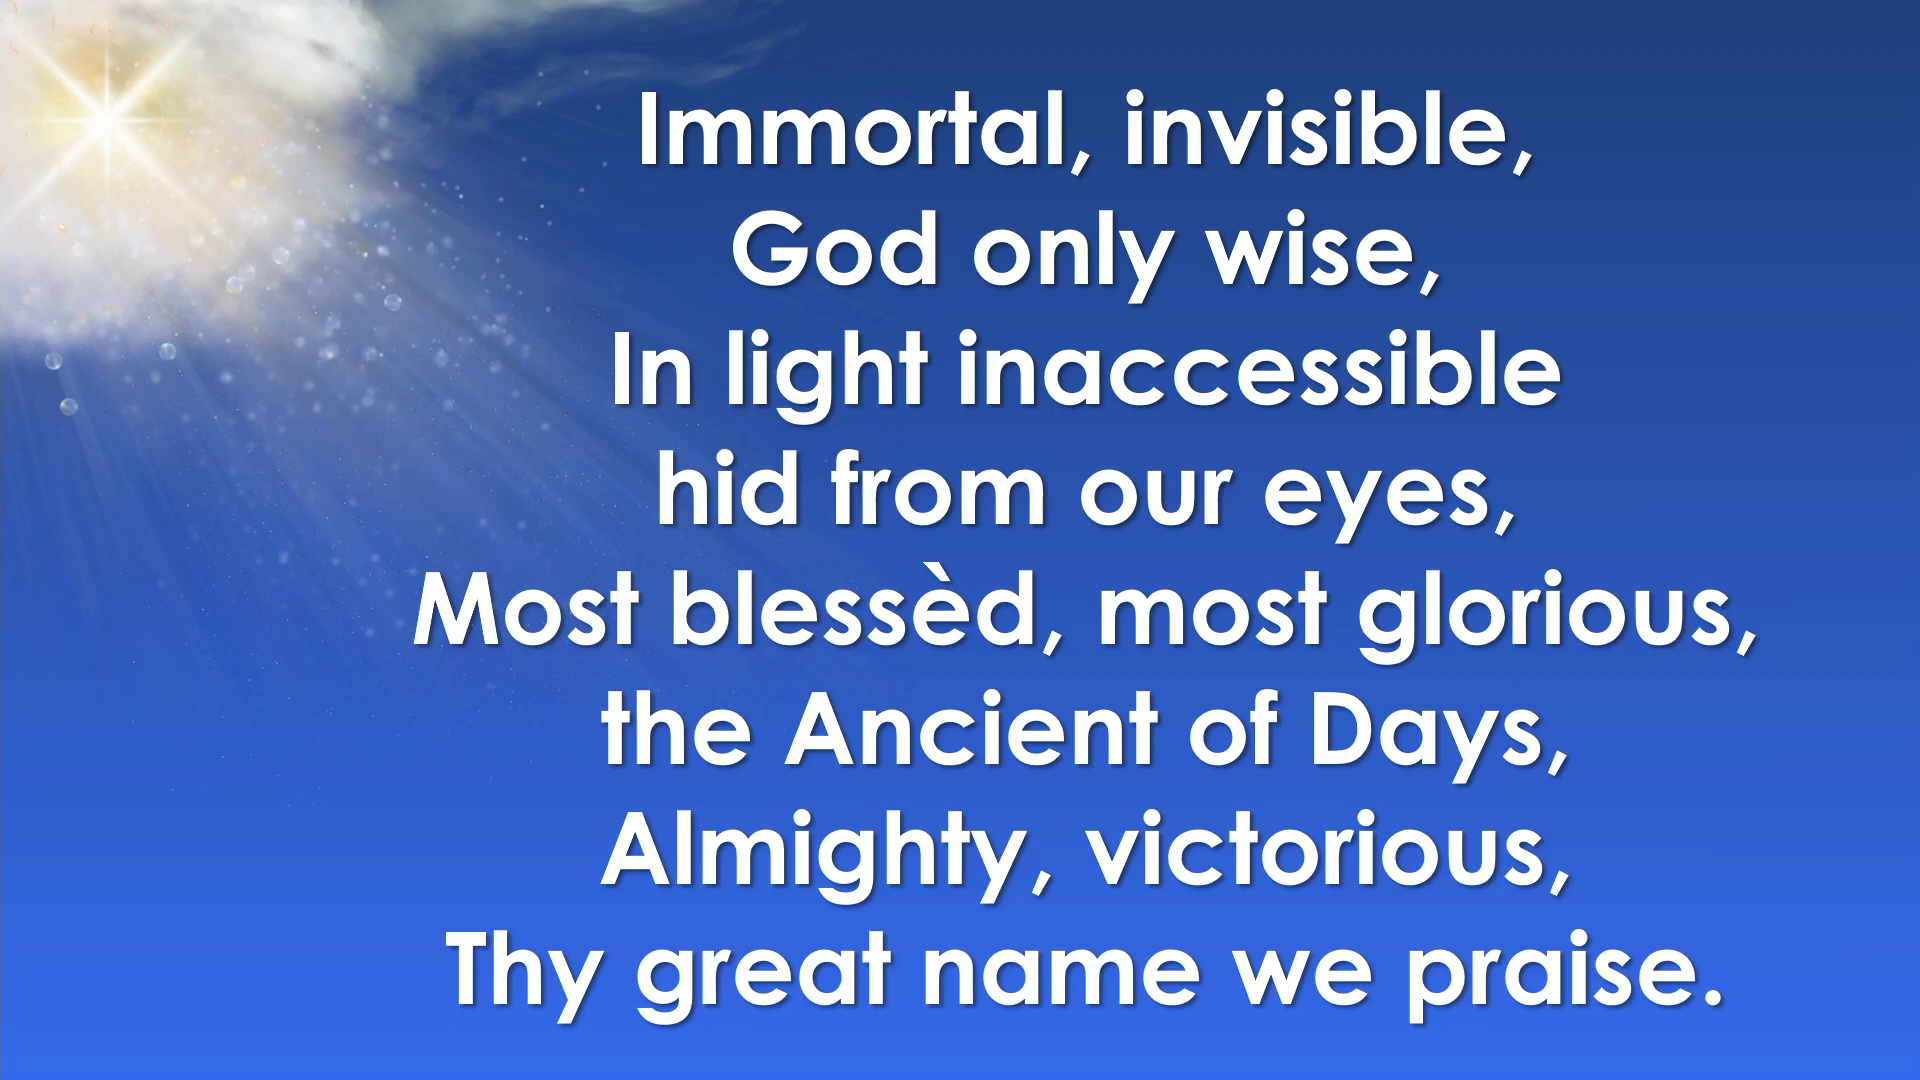 Immortal, invisible,
God only wise,
In light inaccessible
hid from our eyes,
Most blessèd, most glorious,
the Ancient of Days,
Almighty, victorious,
Thy great name we praise.